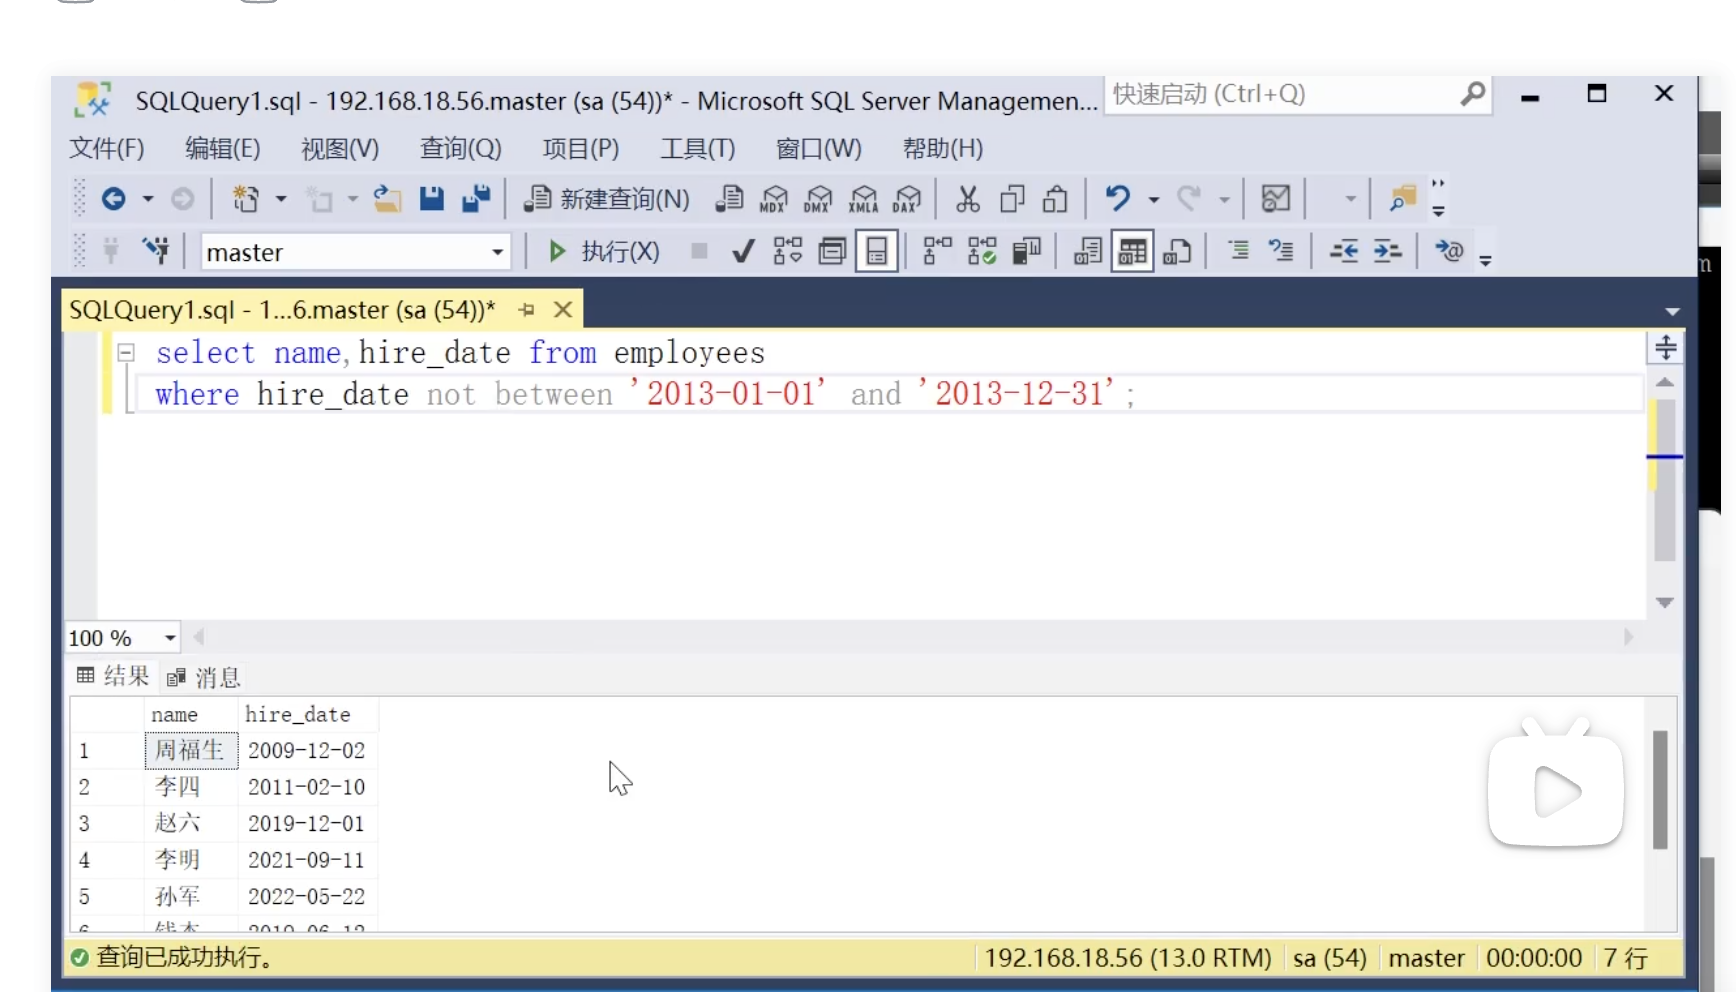 SQLQuery1.sql - 192.168.18.56.master (sa (54))* - Microsoft SQL Server Managemen... 快速启动 (Ctrl+Q)
文件(F) 编辑(E) 视图(V) 查询(Q) 项目(P) 工具(T) 窗口(W) 帮助(H)
新建查询(N) MDX DMX XMLA DAX
master 执行(X)
SQLQuery1.sql - 1...6.master (sa (54))*
select name,hire_date from employees
where hire_date not between '2013-01-01' and '2013-12-31';
100 %
结果 消息
name hire_date
1 周福生 2009-12-02
2 李四 2011-02-10
3 赵六 2019-12-01
4 李明 2021-09-11
5 孙军 2022-05-22
查询已成功执行。 192.168.18.56 (13.0 RTM) sa (54) master 00:00:00 7 行